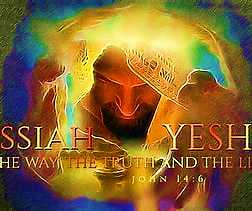 SSIAH YESH
HE WAY, THE TRUTH AND THE LI
JOHN 14:6